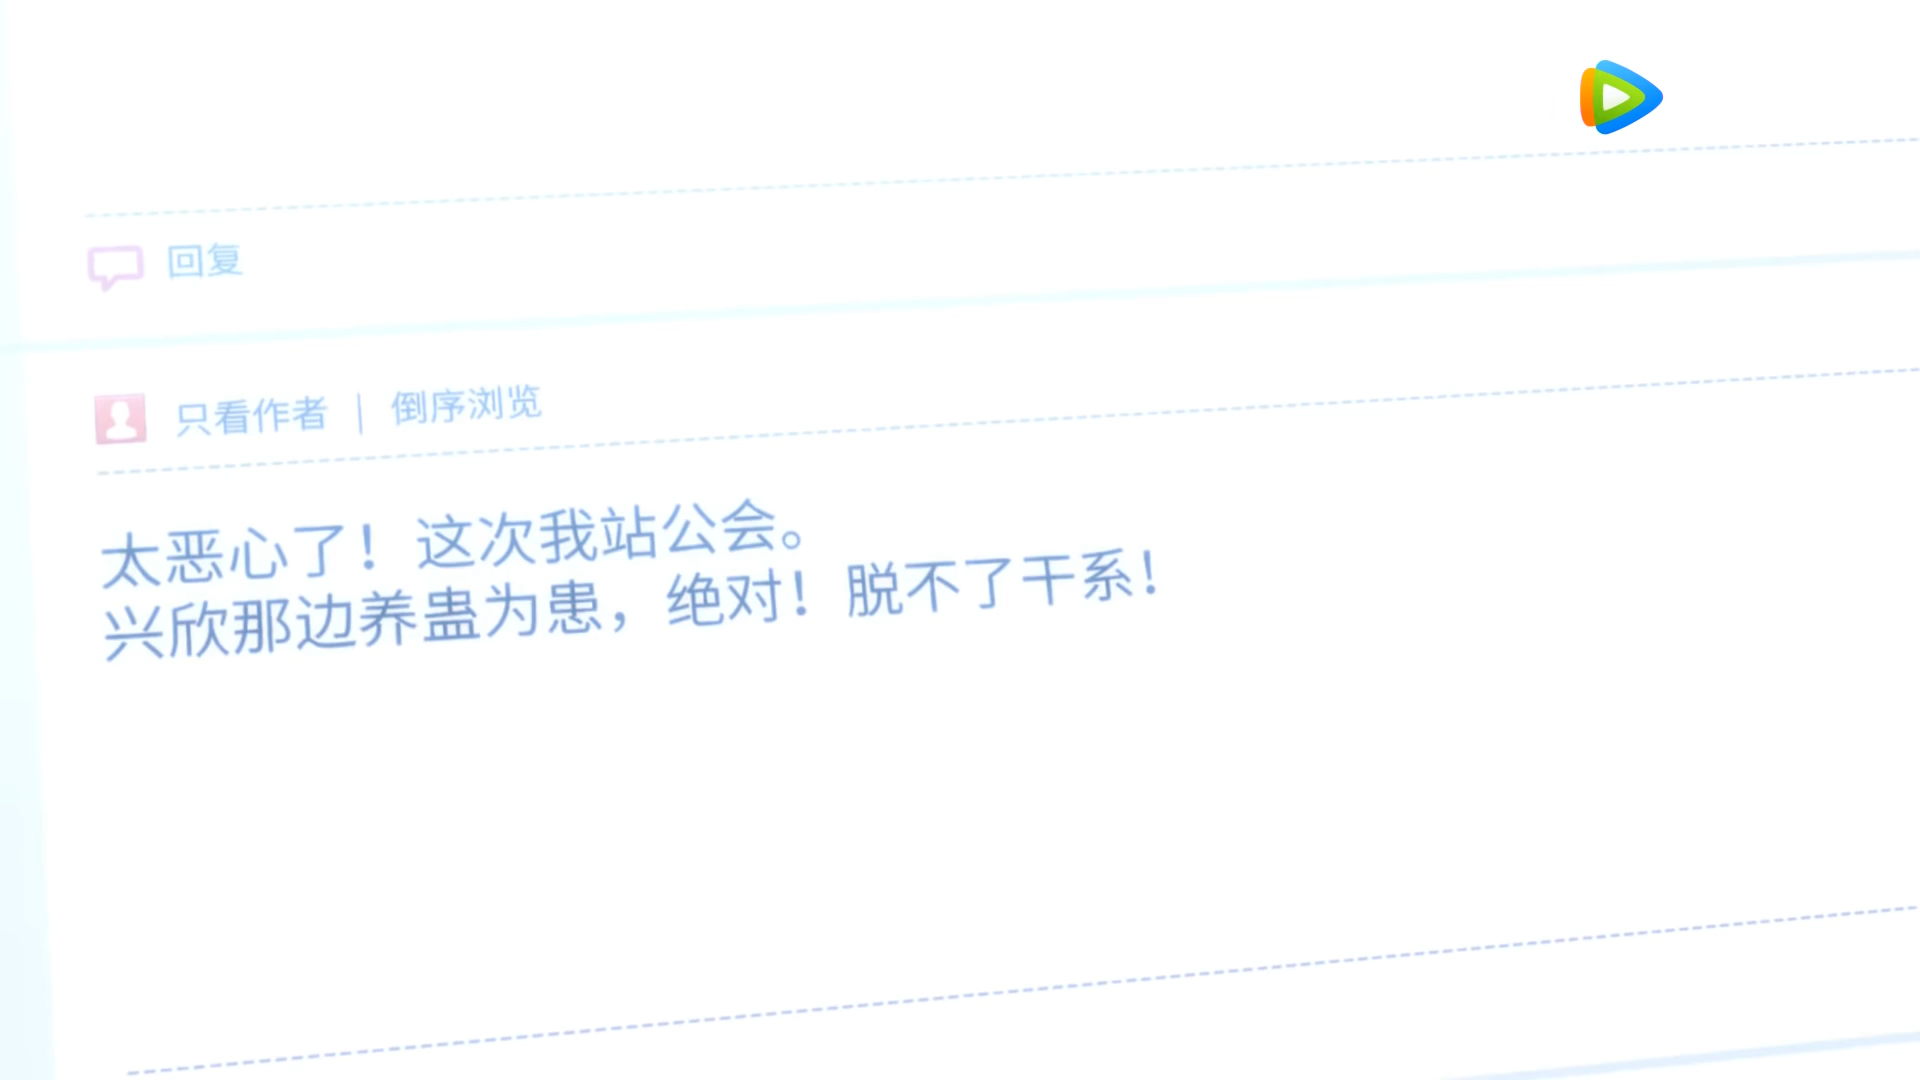 回复
只看作者 | 倒序浏览
太恶心了！这次我站公会。
兴欣那边养蛊为患，绝对！脱不了干系！